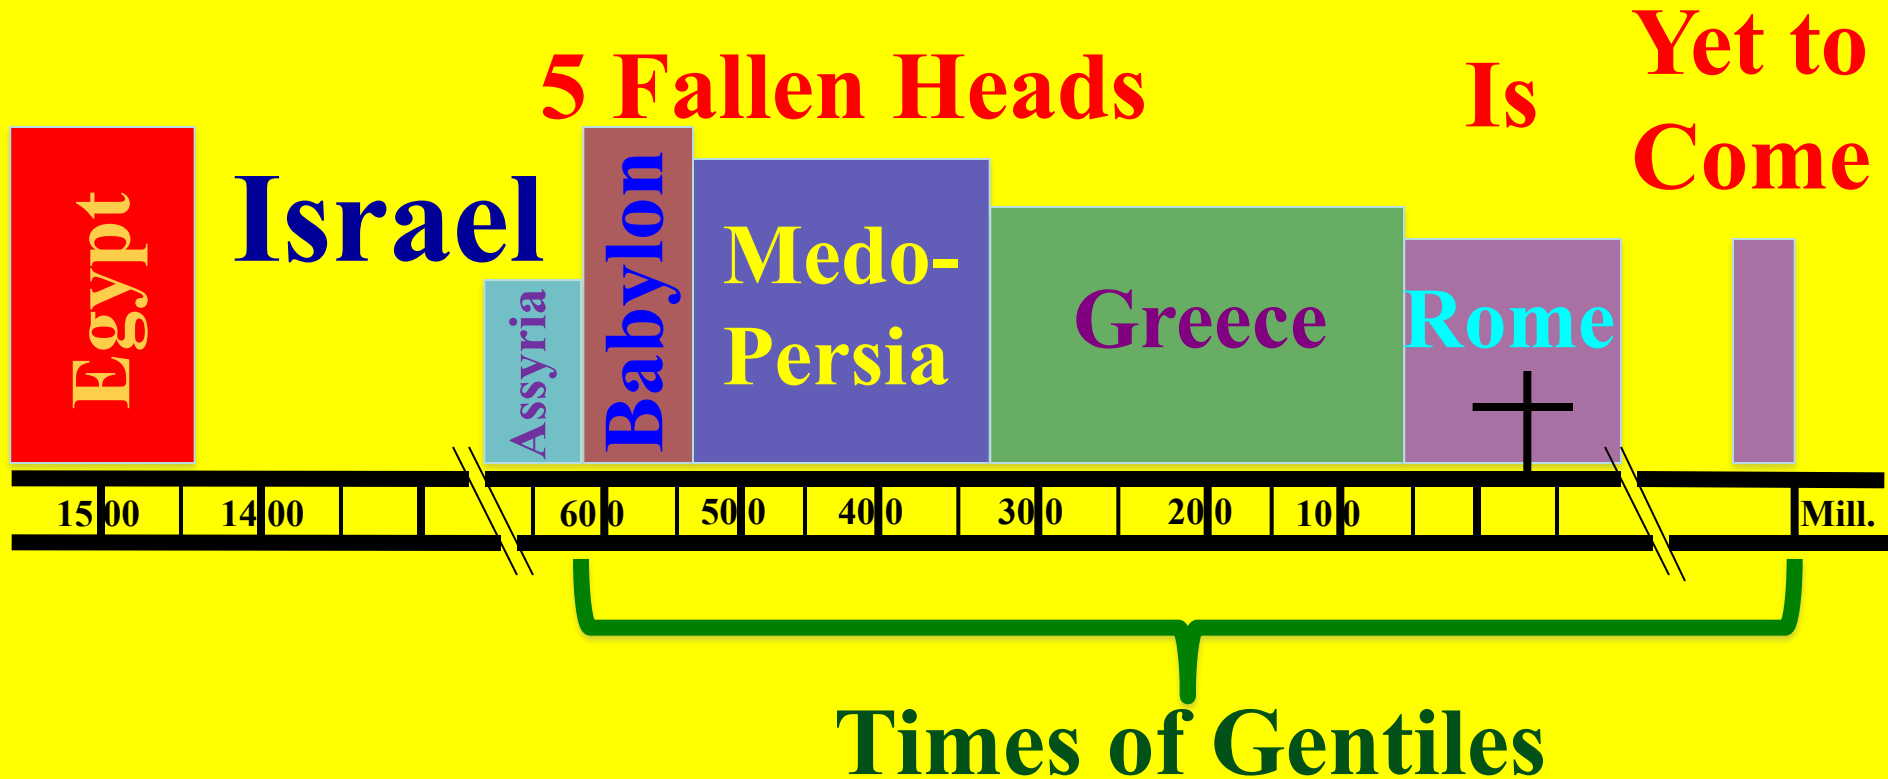 5 Fallen Heads
Is
Yet to
Come
Egypt
Israel
Assyria
Babylon
Medo-
Persia
Greece
Rome
1500 1400 600 500 400 300 200 100 Mill.
Times of Gentiles